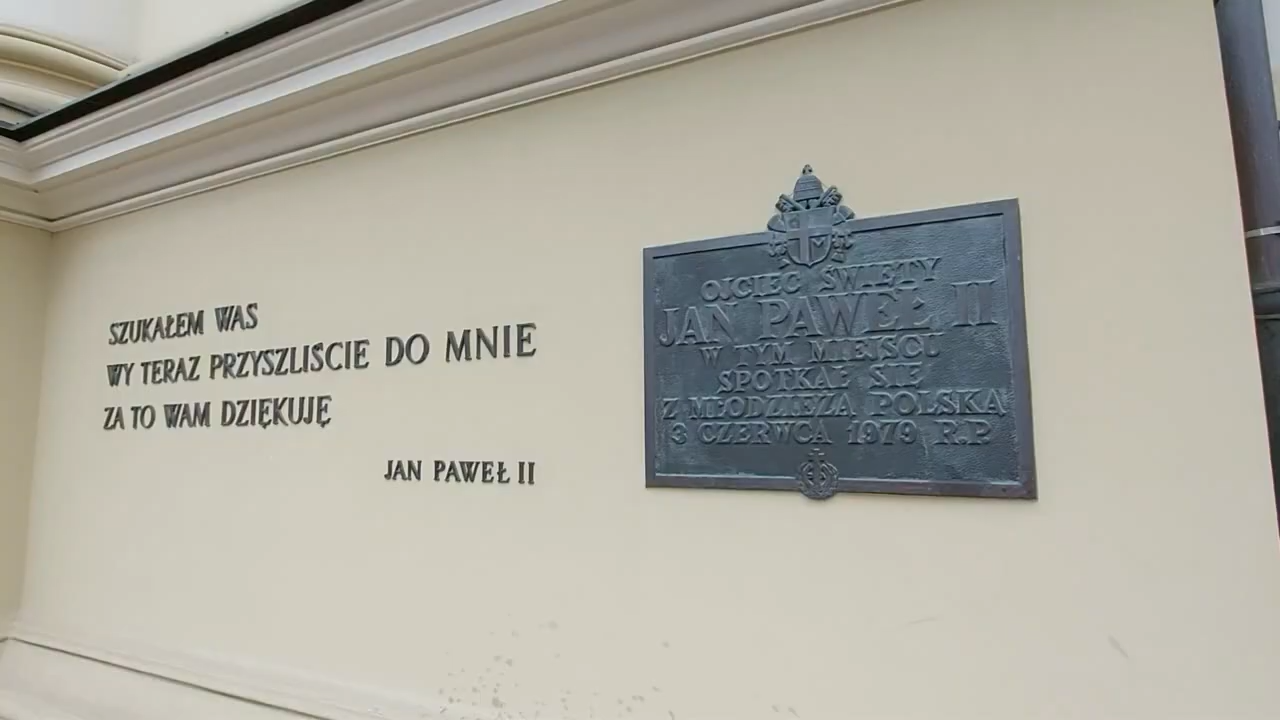 SZUKAŁEM WAS
WY TERAZ PRZYSZLISCIE DO MNIE
ZA TO WAM DZIĘKUJĘ
JAN PAWEŁ II
OJCIEC ŚWIĘTY
JAN PAWEŁ II
W TYM MIEJSCU
SPOTKAŁ SIĘ
Z MŁODZIEŻĄ POLSKĄ
3 CZERWCA 1979 R.P.